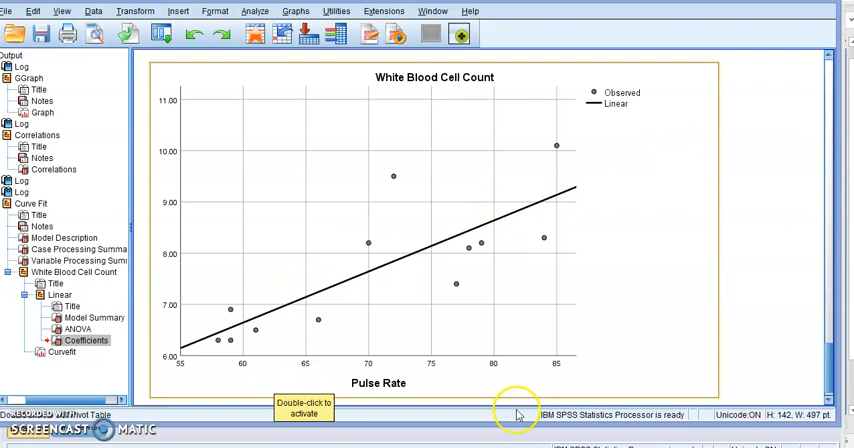 File Edit View Data Transform Insert Format Analyze Graphs Utilities Extensions Window Help
Output
Log
GGraph
Title
Notes
Graph
Log
Correlations
Title
Notes
Correlations
Log
Log
Curve Fit
Title
Notes
Model Description
Case Processing Summa
Variable Processing Sum
White Blood Cell Count
Title
Linear
Title
Model Summary
ANOVA
Coefficients
Curvefit
White Blood Cell Count
Observed
Linear
11.00
10.00
9.00
8.00
7.00
6.00
55 60 65 70 75 80 85
Pulse Rate
Double-click to
activate
Pivot Table
IBM SPSS Statistics Processor is ready
Unicode:ON
H: 142, W: 497 pt.
RECORDED WITH
SCREENCAST MATIC